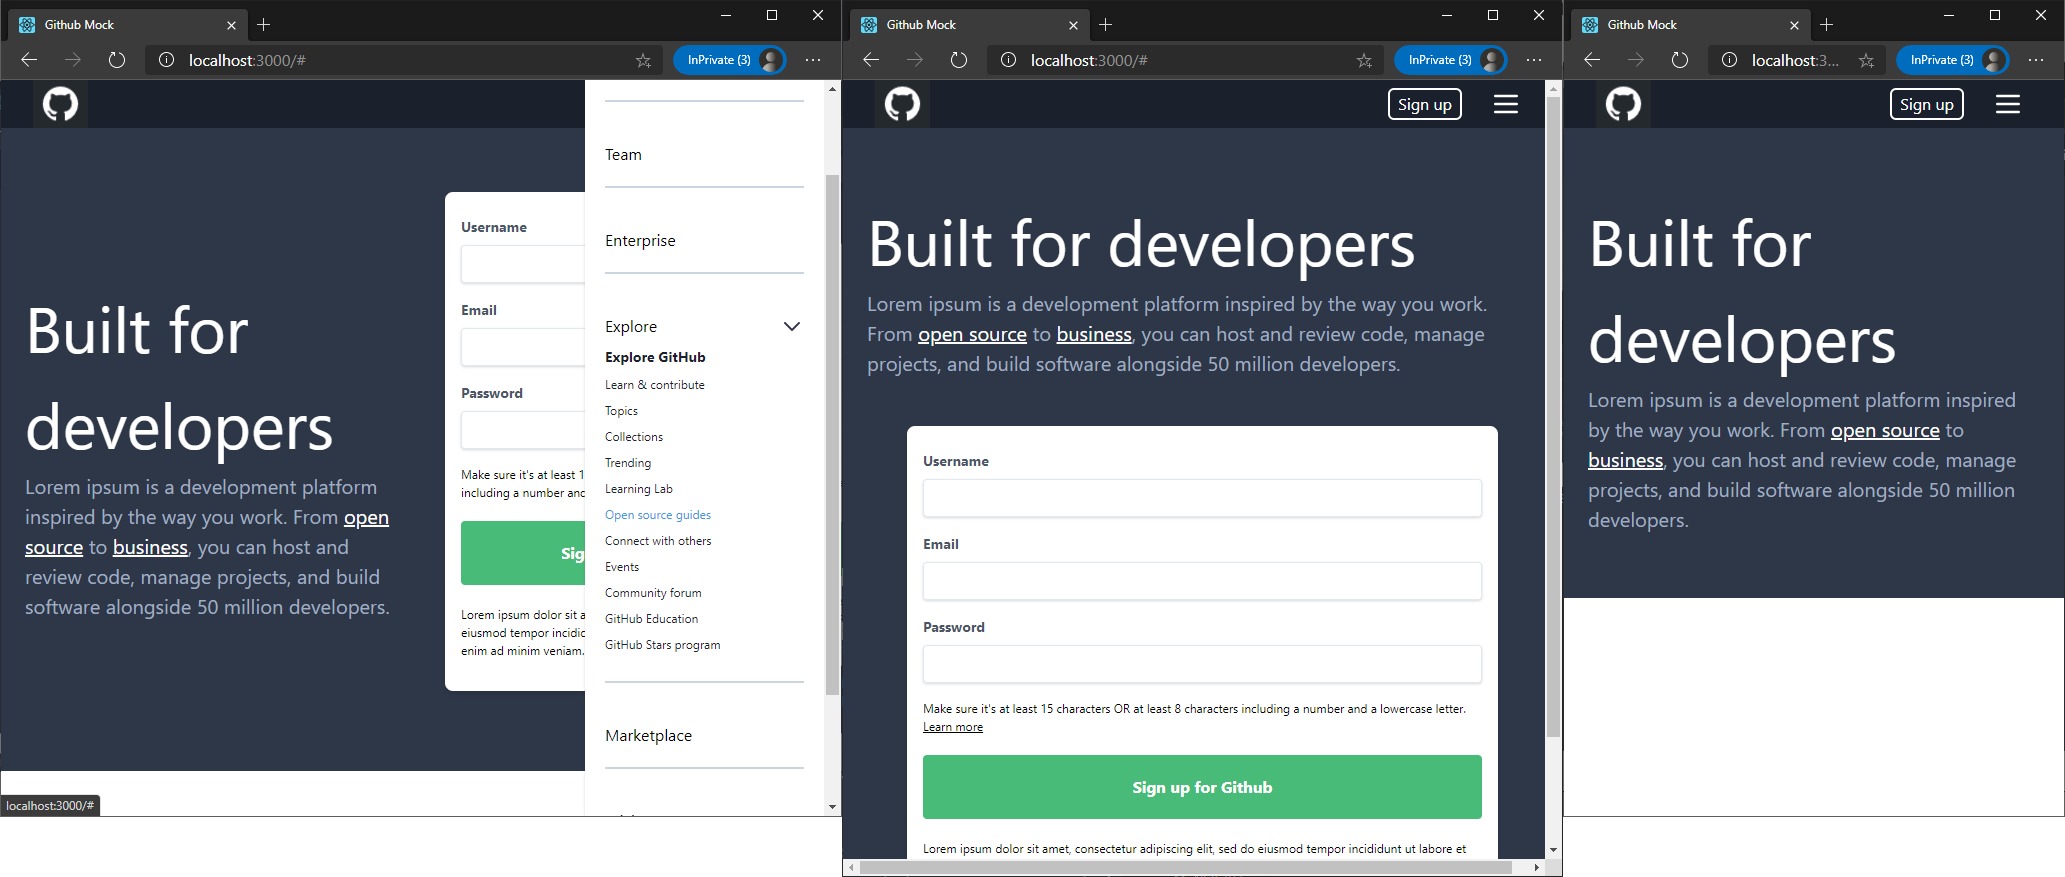 Github Mock
localhost:3000/#
InPrivate (3)
Built for
developers
Lorem ipsum is a development platform
inspired by the way you work. From open
source to business, you can host and
review code, manage projects, and build
software alongside 50 million developers.
Username
Email
Password
Make sure it's at least 1
including a number and
Sig
Lorem ipsum dolor sit a
eiusmod tempor incidid
enim ad minim veniam.
Team
Enterprise
Explore
Explore GitHub
Learn & contribute
Topics
Collections
Trending
Learning Lab
Open source guides
Connect with others
Events
Community forum
GitHub Education
GitHub Stars program
Marketplace
localhost:3000/#
Github Mock
localhost:3000/#
InPrivate (3)
Sign up
Built for developers
Lorem ipsum is a development platform inspired by the way you work.
From open source to business, you can host and review code, manage
projects, and build software alongside 50 million developers.
Username
Email
Password
Make sure it's at least 15 characters OR at least 8 characters including a number and a lowercase letter.
Learn more
Sign up for Github
Lorem ipsum dolor sit amet, consectetur adipiscing elit, sed do eiusmod tempor incididunt ut labore et
Github Mock
localhost:3...
InPrivate (3)
Sign up
Built for
developers
Lorem ipsum is a development platform inspired
by the way you work. From open source to
business, you can host and review code, manage
projects, and build software alongside 50 million
developers.